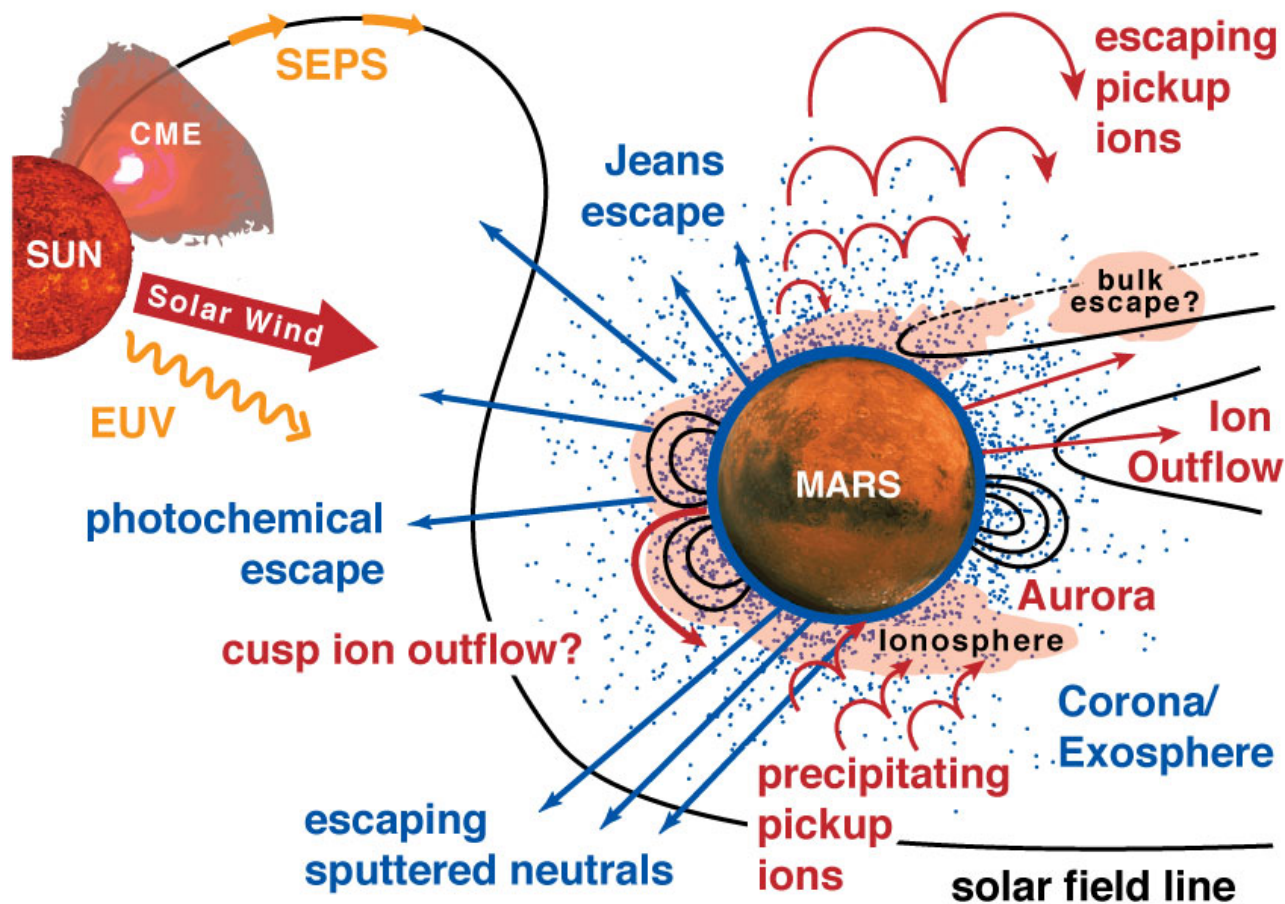 SEPS
CME
SUN
Solar Wind
EUV
Jeans
escape
escaping
pickup
ions
bulk
escape?
Ion
Outflow
MARS
photochemical
escape
cusp ion outflow?
Aurora
Ionosphere
Corona/
Exosphere
precipitating
pickup
ions
escaping
sputtered neutrals
solar field line